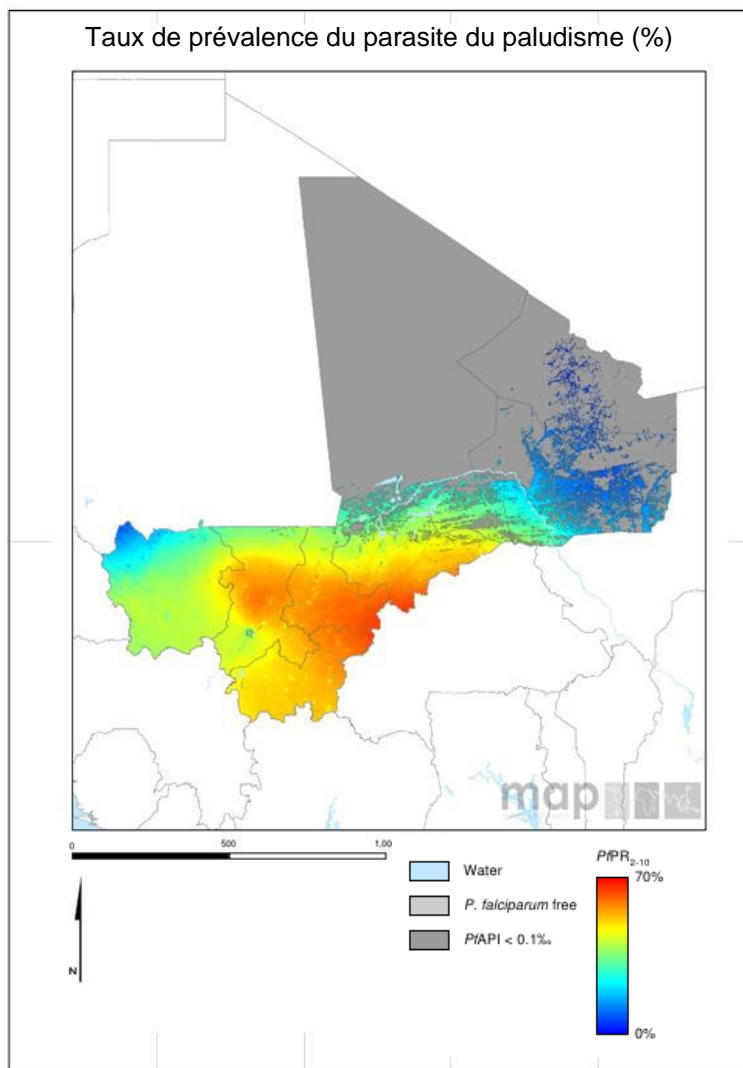 Taux de prévalence du parasite du paludisme (%)
map
0 500 1,00
Water
P. falciparum free
PfAPI < 0.1‰
PfPR2-10
70%
0%
N